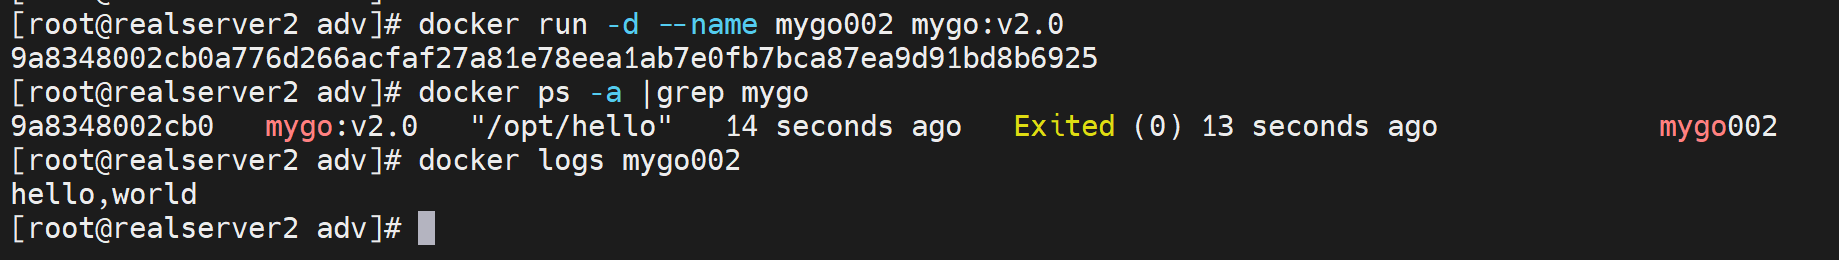 [root@realserver2 adv]# docker run -d --name mygo002 mygo:v2.0
9a8348002cb0a776d266acfaf27a81e78eea1ab7e0fb7bca87ea9d91bd8b6925
[root@realserver2 adv]# docker ps -a |grep mygo
9a8348002cb0   mygo:v2.0   "/opt/hello"   14 seconds ago   Exited (0) 13 seconds ago             mygo002
[root@realserver2 adv]# docker logs mygo002
hello,world
[root@realserver2 adv]#